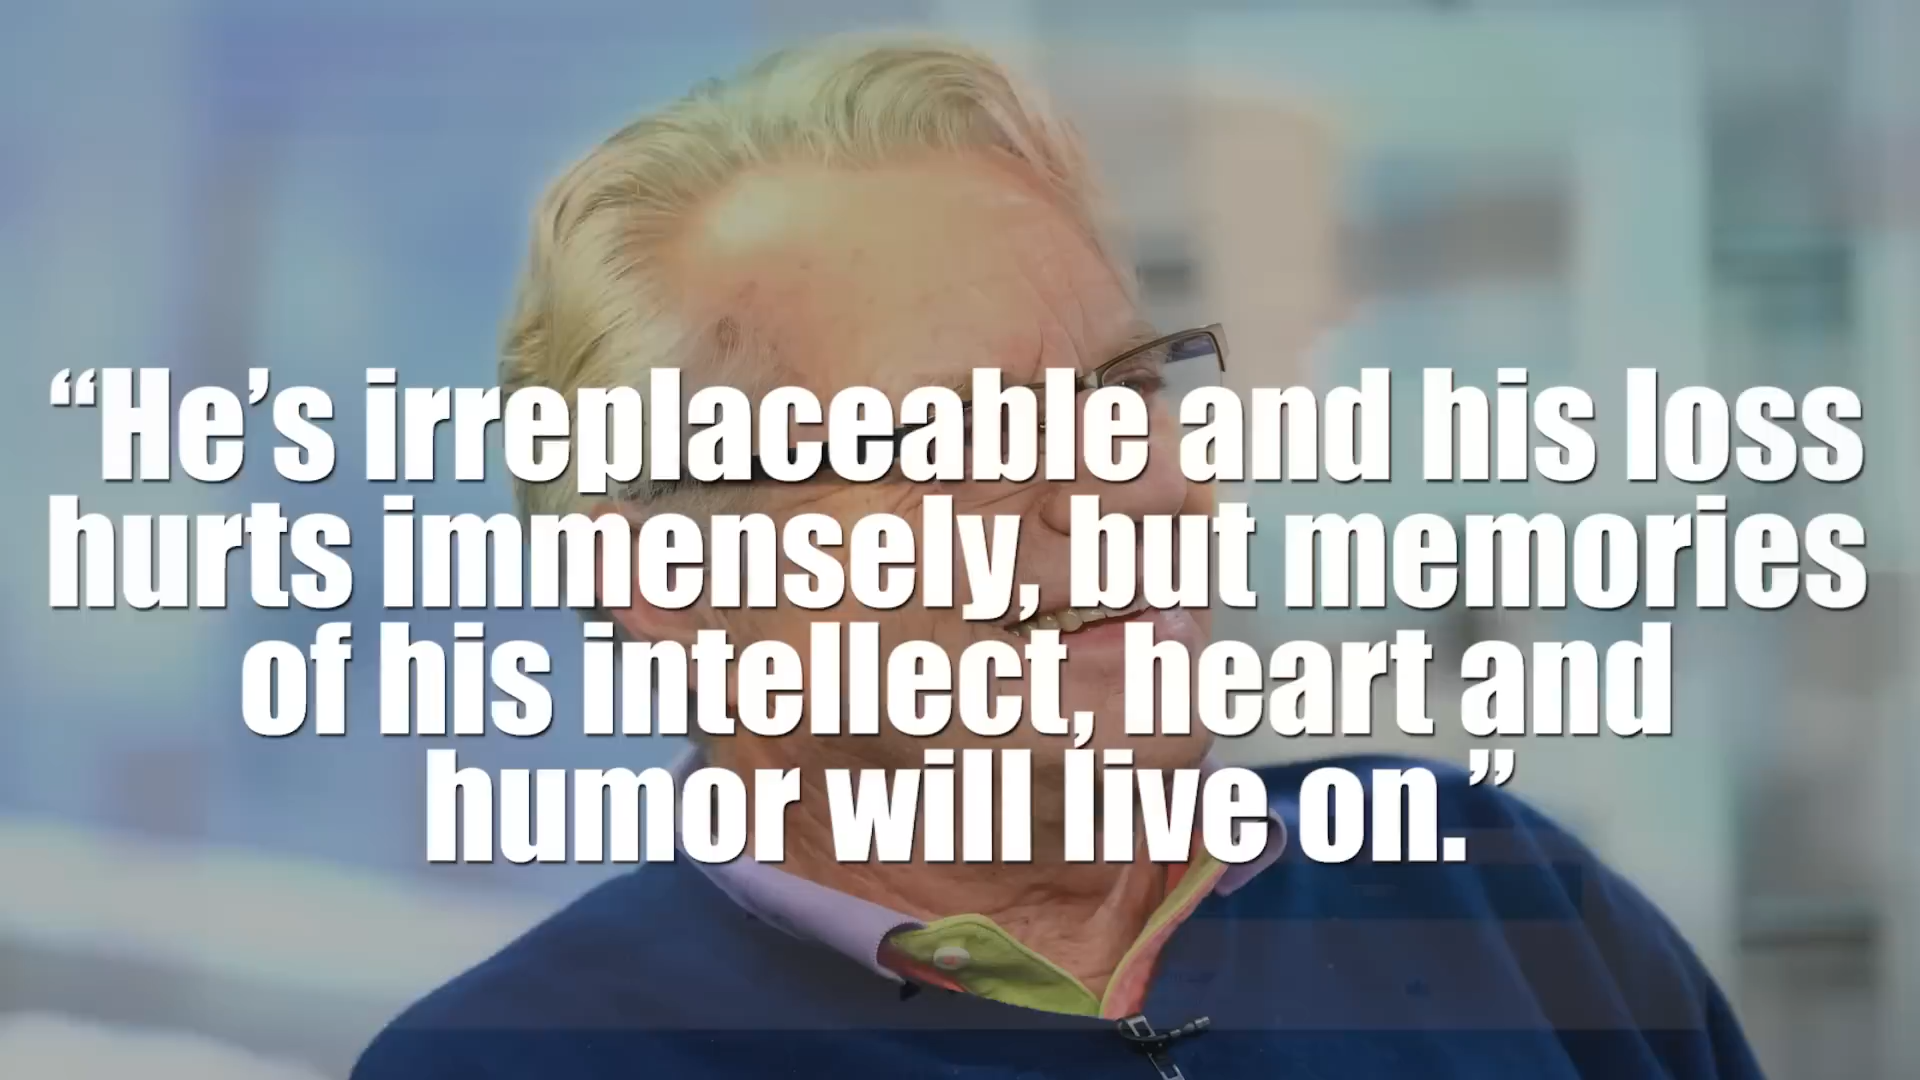 “He’s irreplaceable and his loss
hurts immensely, but memories
of his intellect, heart and
humor will live on.”